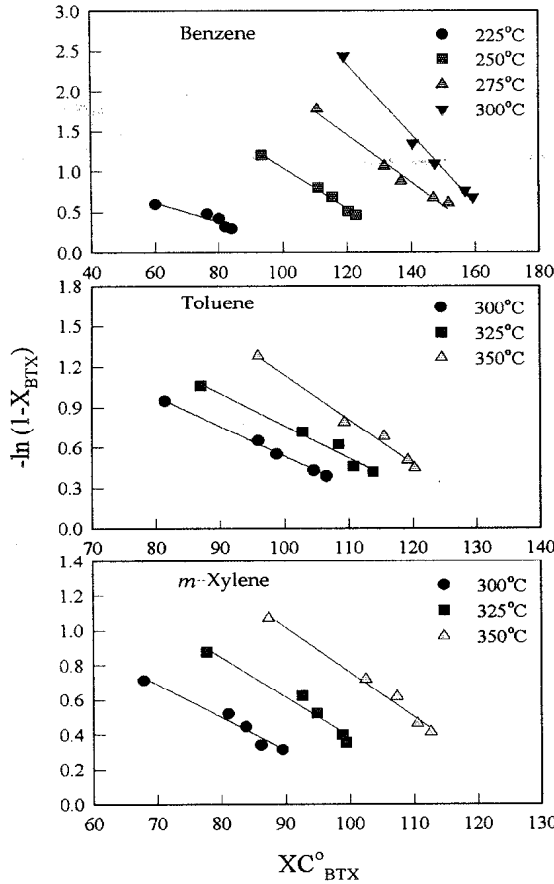 Benzene
225°C
250°C
275°C
300°C
3.0
2.5
2.0
1.5
1.0
0.5
0.0
40 60 80 100 120 140 160 180
Toluene
300°C
325°C
350°C
1.8
1.5
1.2
0.9
0.6
0.3
0.0
70 80 90 100 110 120 130 140
-ln (1-X_BTX)
m-Xylene
300°C
325°C
350°C
1.4
1.2
1.0
0.8
0.6
0.4
0.2
0.0
60 70 80 90 100 110 120 130
XC°_BTX